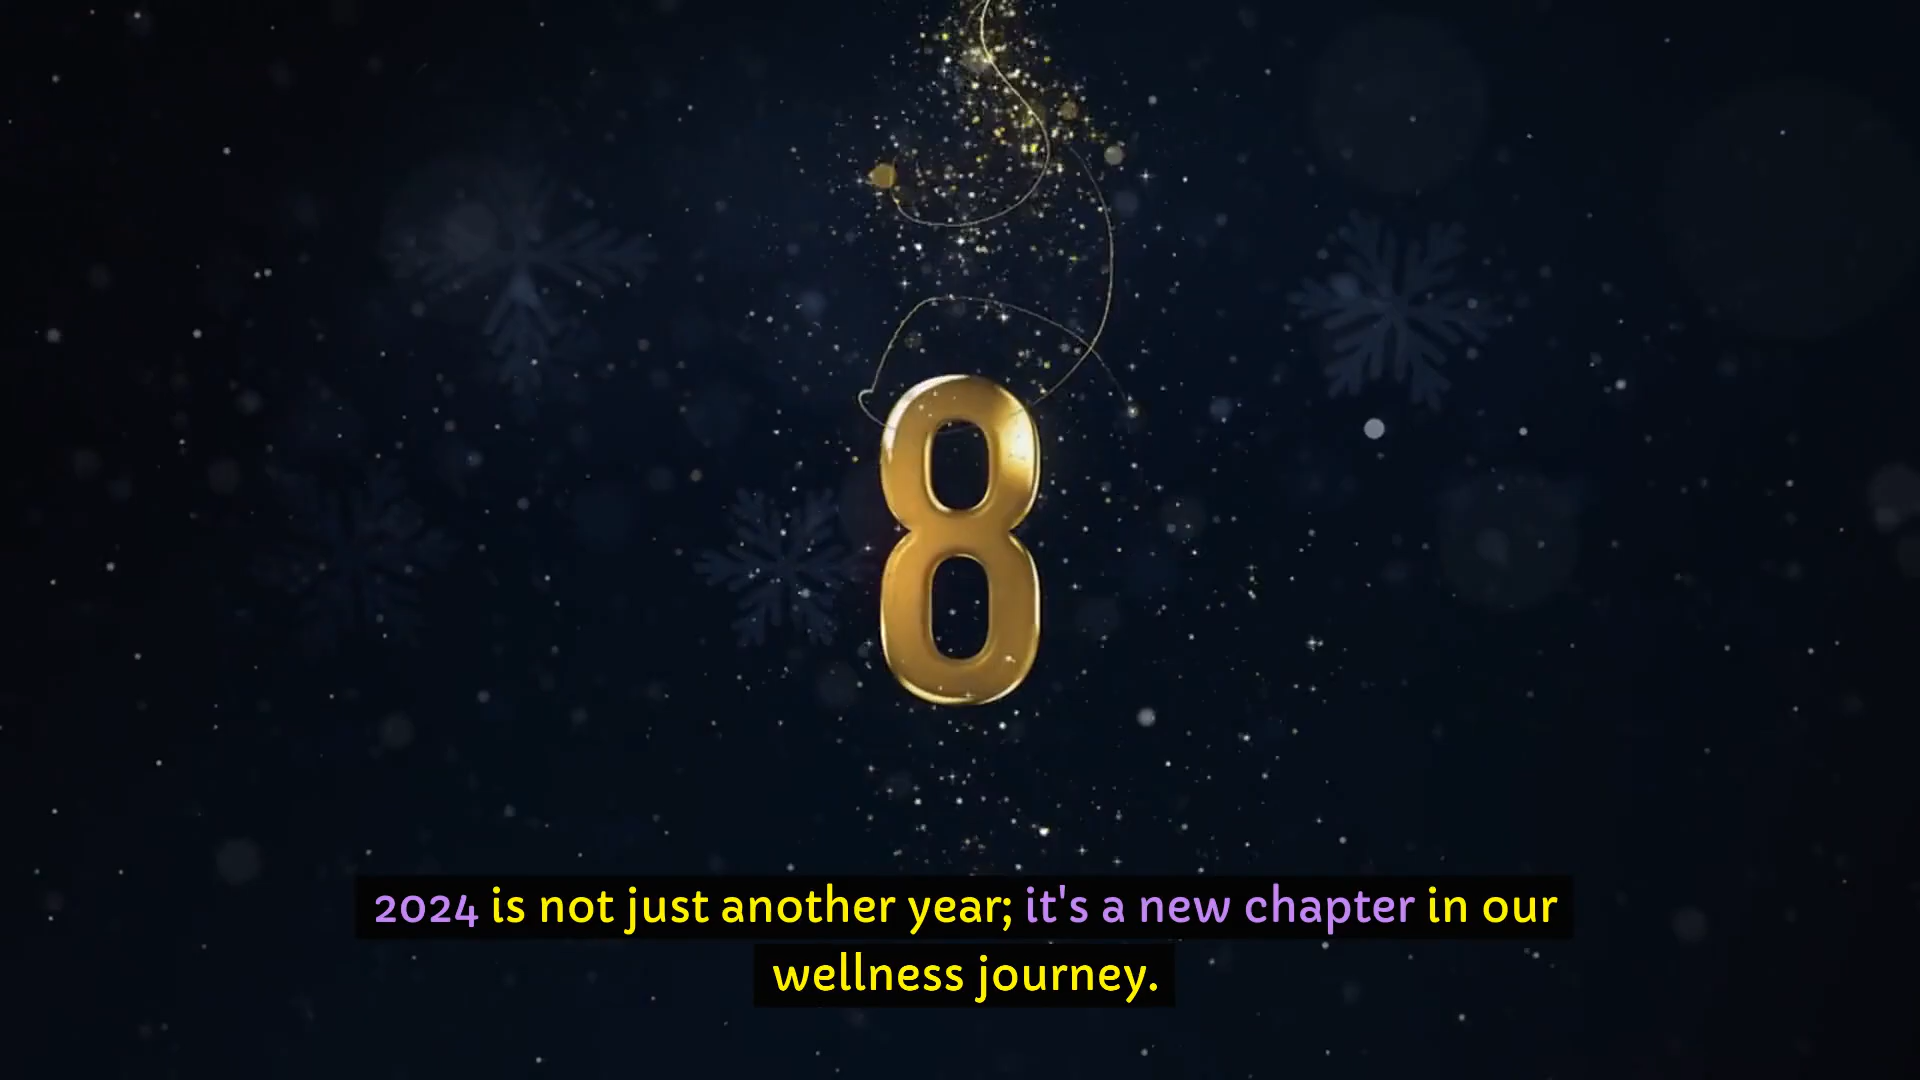 8
2024 is not just another year; it's a new chapter in our
wellness journey.